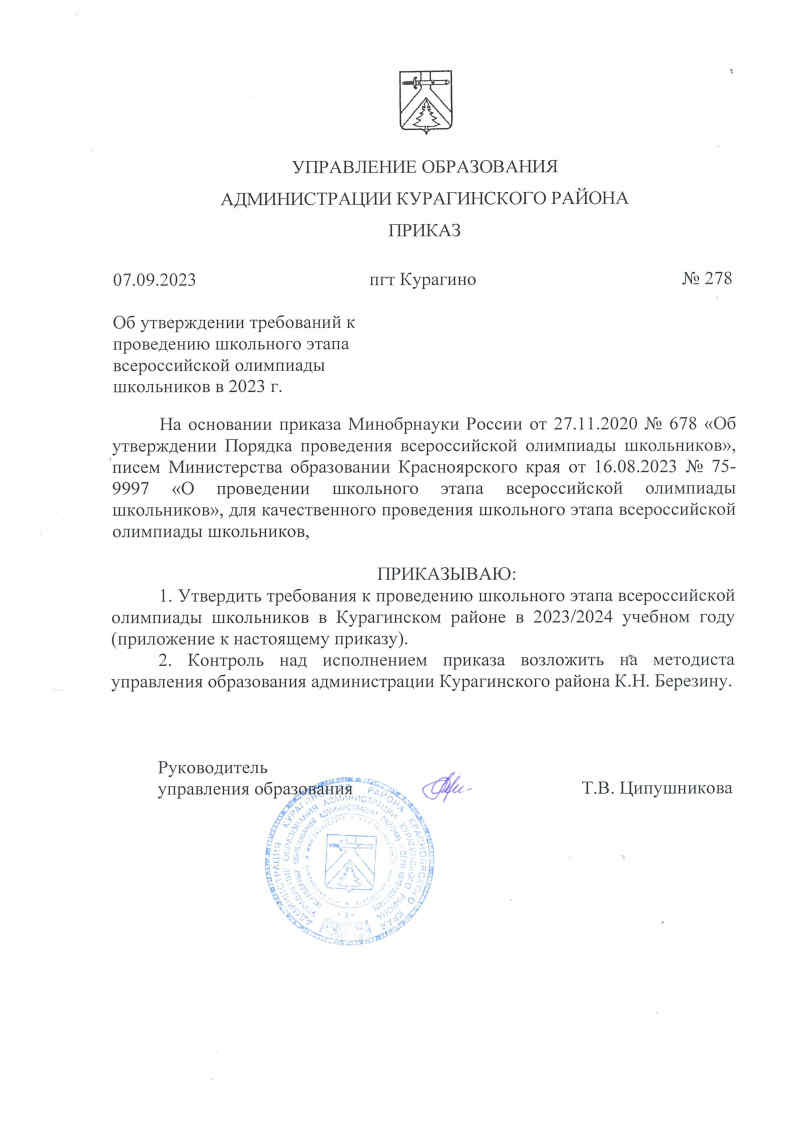 УПРАВЛЕНИЕ ОБРАЗОВАНИЯ
АДМИНИСТРАЦИИ КУРАГИНСКОГО РАЙОНА
ПРИКАЗ
07.09.2023 пгт Курагино № 278
Об утверждении требований к
проведению школьного этапа
всероссийской олимпиады
школьников в 2023 г.
На основании приказа Минобрнауки России от 27.11.2020 № 678 «Об
утверждении Порядка проведения всероссийской олимпиады школьников»,
писем Министерства образовании Красноярского края от 16.08.2023 № 75-
9997 «О проведении школьного этапа всероссийской олимпиады
школьников», для качественного проведения школьного этапа всероссийской
олимпиады школьников,
ПРИКАЗЫВАЮ:
1. Утвердить требования к проведению школьного этапа всероссийской
олимпиады школьников в Курагинском районе в 2023/2024 учебном году
(приложение к настоящему приказу).
2. Контроль над исполнением приказа возложить на методиста
управления образования администрации Курагинского района К.Н. Березину.
Руководитель
управления образования Т.В. Ципушникова
АДМИНИСТРАЦИЯ КУРАГИНСКОГО РАЙОНА КРАСНОЯРСКОГО КРАЯ